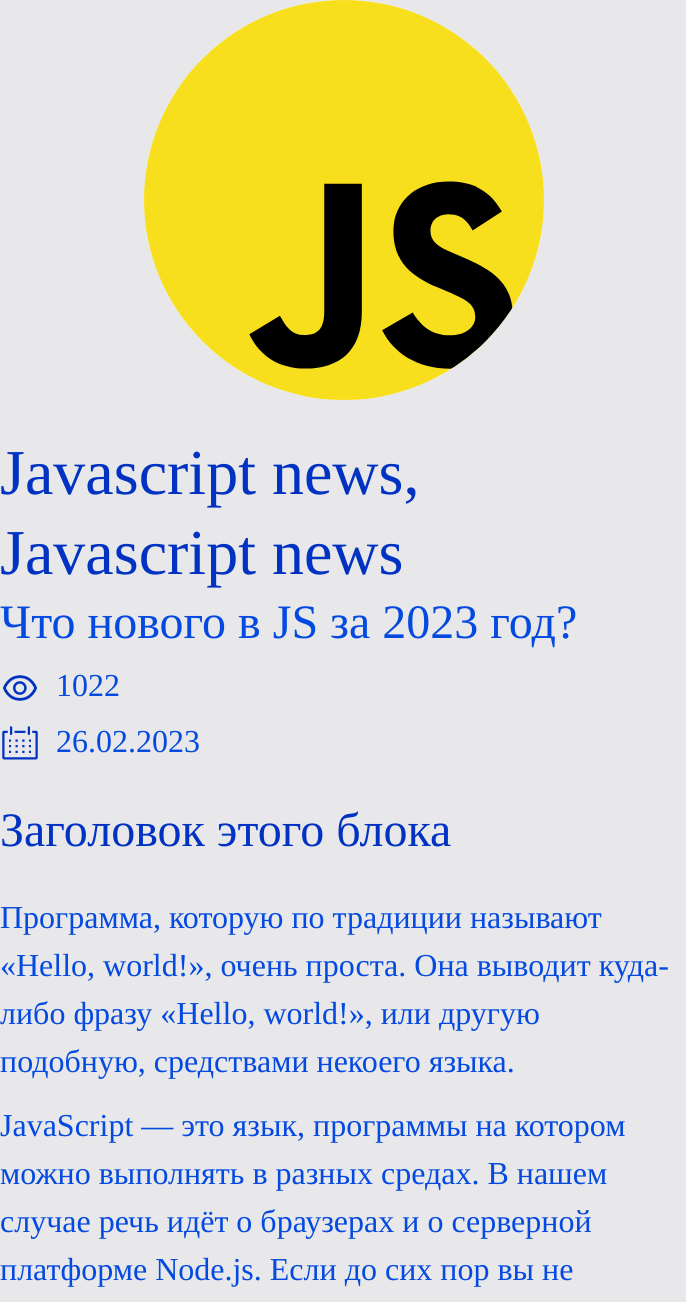 JS
Javascript news,
Javascript news
Что нового в JS за 2023 год?
1022
26.02.2023
Заголовок этого блока
Программа, которую по традиции называют
«Hello, world!», очень проста. Она выводит куда-
либо фразу «Hello, world!», или другую
подобную, средствами некоего языка.
JavaScript — это язык, программы на котором
можно выполнять в разных средах. В нашем
случае речь идёт о браузерах и о серверной
платформе Node.js. Если до сих пор вы не